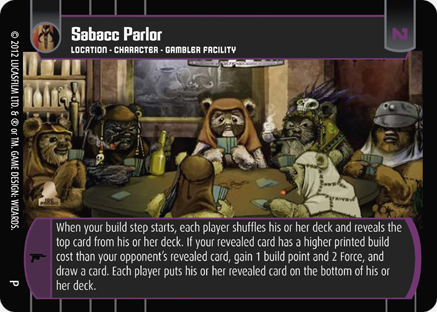 Sabacc Parlor
LOCATION - CHARACTER - GAMBLER FACILITY
2
© 2012 LUCASFILM LTD. & ® or TM. GAME DESIGN: WIZARDS.
P
When your build step starts, each player shuffles his or her deck and reveals the
top card from his or her deck. If your revealed card has a higher printed build
cost than your opponent's revealed card, gain 1 build point and 2 Force, and
draw a card. Each player puts his or her revealed card on the bottom of his or
her deck.